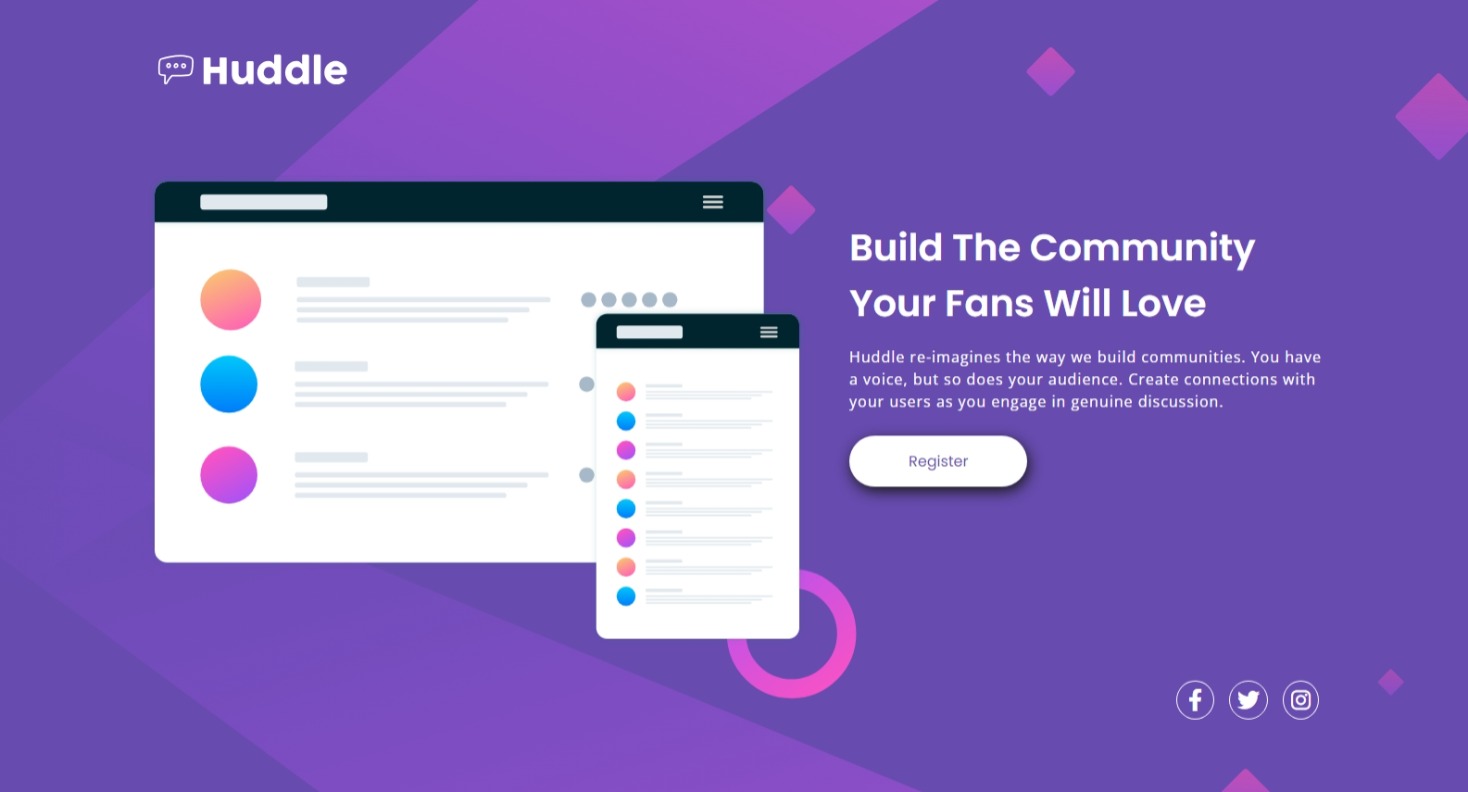 Huddle
Build The Community
Your Fans Will Love
Huddle re-imagines the way we build communities. You have
a voice, but so does your audience. Create connections with
your users as you engage in genuine discussion.
Register